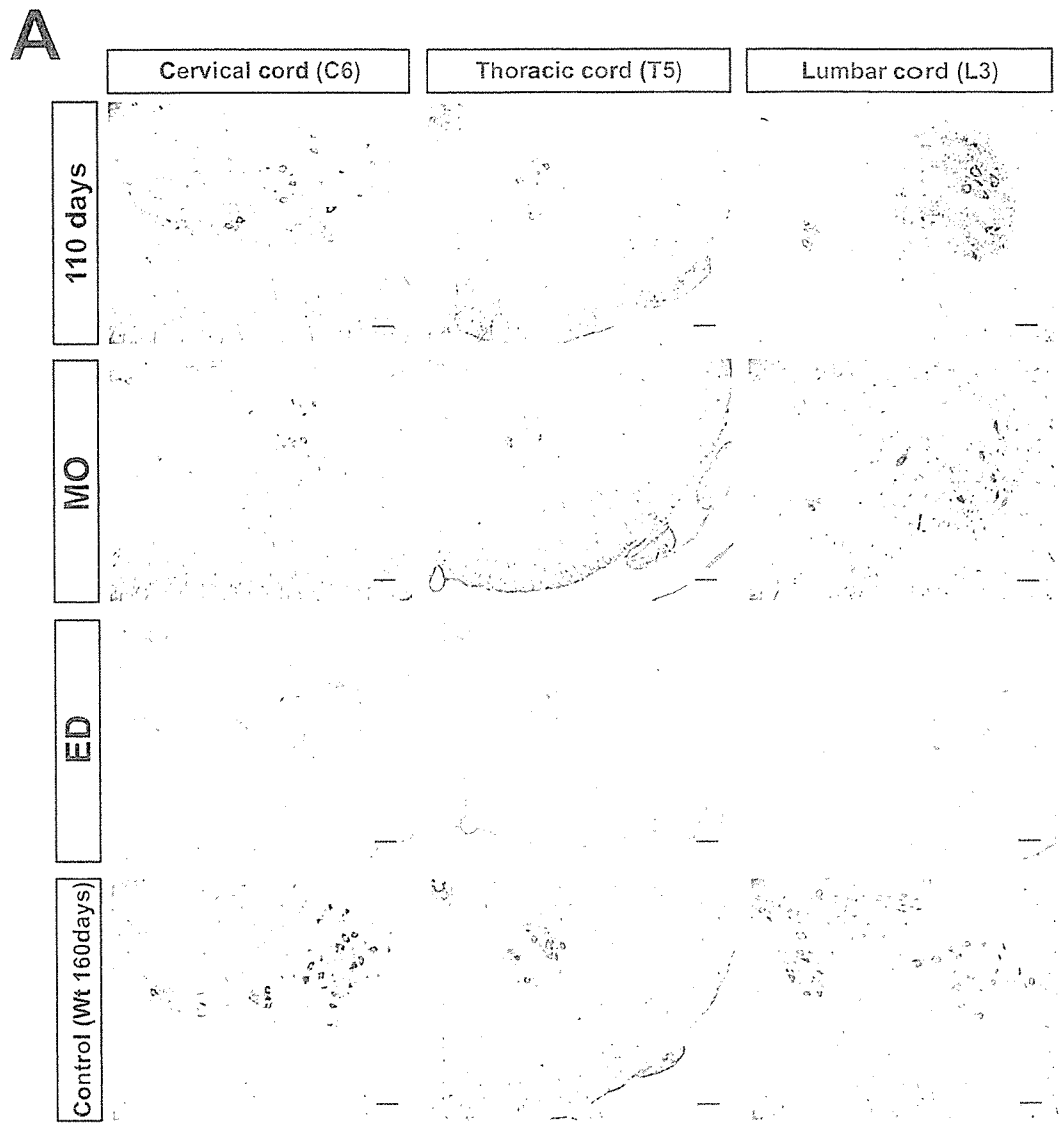 A
Cervical cord (C6)
Thoracic cord (T5)
Lumbar cord (L3)
110 days
MO
ED
Control (Wt 160days)